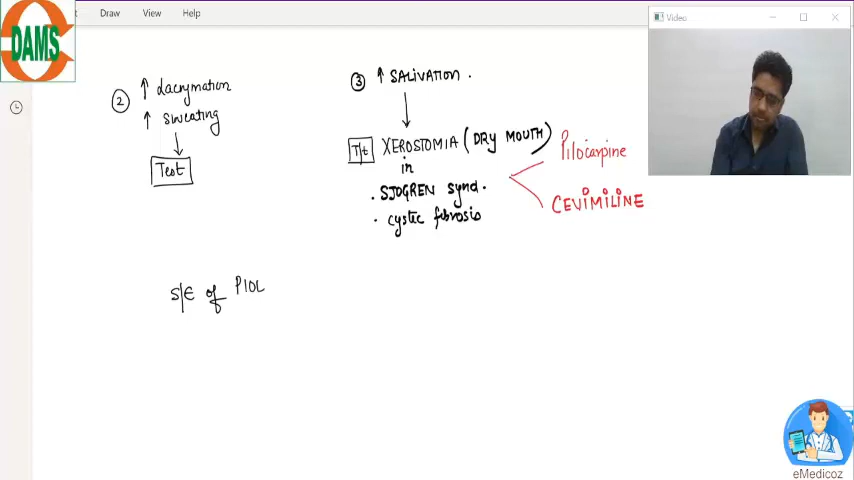 DAMS
Draw View Help
Video...
② ↑ Lacrymation
↑ Sweating
Test
③ ↑ SALIVATION.
T/t XEROSTOMIA (DRY MOUTH)
in
. SJOGREN synd.
. cystic fibrosis
Pilocarpine
CEVIMILINE
S/E of PIOL
eMedicoz